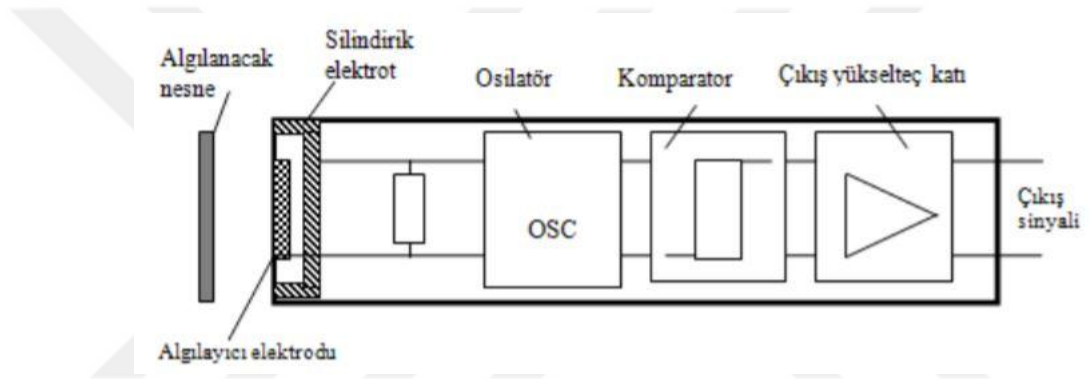 Algılanacak
nesne
Silindirik
elektrot
Osilatör
Komparator
Çıkış yükselteç katı
OSC
Çıkış
sinyali
Algılayıcı elektrodu